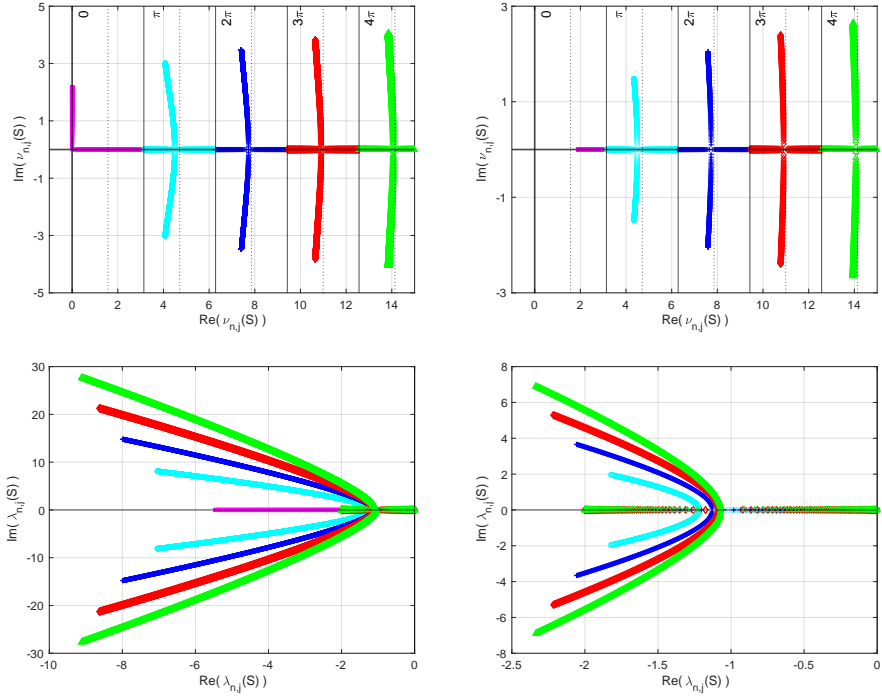 0
π
2π
3π
4π
5
3
1
-1
-3
-5
0 2 4 6 8 10 12 14
Re( ν_{n,j}(S) )
Im( ν_{n,j}(S) )
0
π
2π
3π
4π
3
1
-1
-3
0 2 4 6 8 10 12 14
Re( ν_{n,j}(S) )
Im( ν_{n,j}(S) )
30
20
10
0
-10
-20
-30
-10 -8 -6 -4 -2 0
Re( λ_{n,j}(S) )
Im( λ_{n,j}(S) )
8
6
4
2
0
-2
-4
-6
-8
-2.5 -2 -1.5 -1 -0.5 0
Re( λ_{n,j}(S) )
Im( λ_{n,j}(S) )